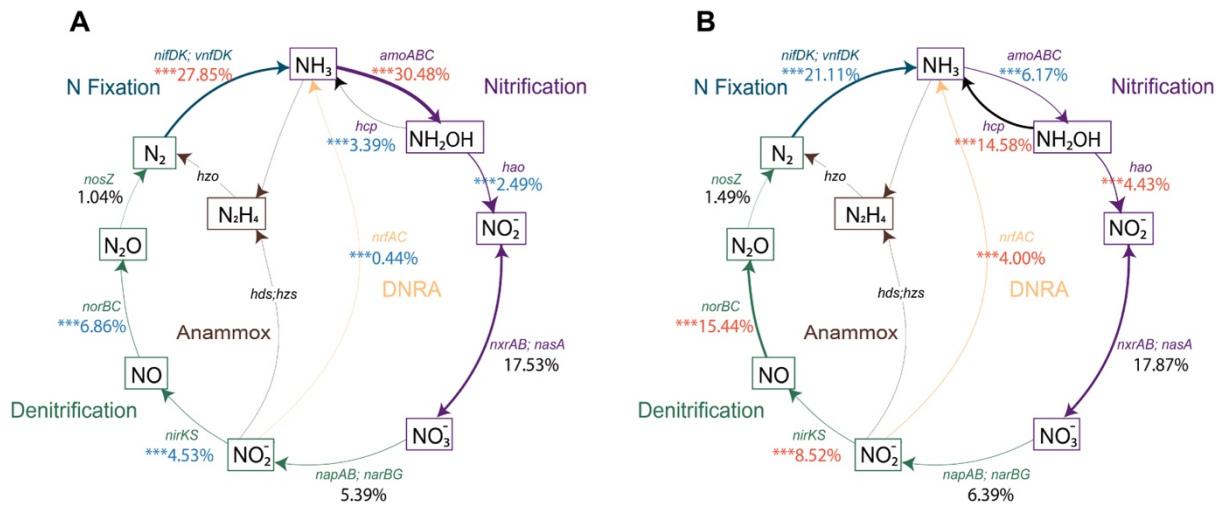 A
nifDK; vnfDK
***27.85%
N Fixation
NH₃
amoABC
***30.48%
Nitrification
hcp
***3.39%
NH₂OH
N₂
hzo
hao
***2.49%
nosZ
1.04%
N₂H₄
NO₂⁻
N₂O
nrfAC
***0.44%
DNRA
hds;hzs
norBC
***6.86%
Anammox
nxrAB; nasA
17.53%
NO
Denitrification
nirKS
***4.53%
NO₂⁻
NO₃⁻
napAB; narBG
5.39%
B
nifDK; vnfDK
***21.11%
N Fixation
NH₃
amoABC
***6.17%
Nitrification
hcp
***14.58%
NH₂OH
N₂
hzo
hao
***4.43%
nosZ
1.49%
N₂H₄
NO₂⁻
N₂O
nrfAC
***4.00%
DNRA
hds;hzs
norBC
***15.44%
Anammox
nxrAB; nasA
17.87%
NO
Denitrification
nirKS
***8.52%
NO₂⁻
NO₃⁻
napAB; narBG
6.39%